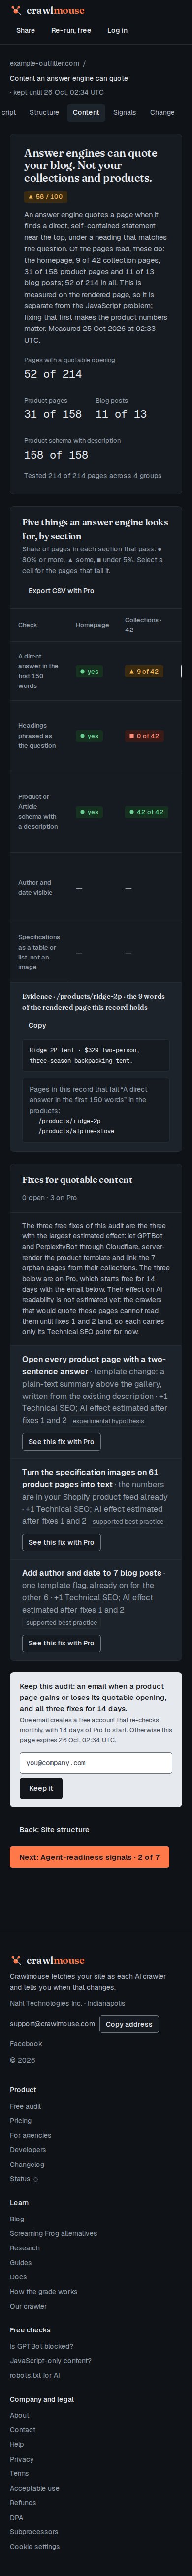 crawlmouse
Share
Re-run, free
Log in
example-outfitter.com /
Content an answer engine can quote
· kept until 26 Oct, 02:34 UTC
cript
Structure
Content
Signals
Change
Answer engines can quote
your blog. Not your
collections and products.
▲ 58 / 100
An answer engine quotes a page when it
finds a direct, self-contained statement
near the top, under a heading that matches
the question. Of the pages read, these do:
the homepage, 9 of 42 collection pages,
31 of 158 product pages and 11 of 13
blog posts; 52 of 214 in all. This is
measured on the rendered page, so it is
separate from the JavaScript problem;
fixing that first makes the product numbers
matter. Measured 25 Oct 2026 at 02:33
UTC.
Pages with a quotable opening
52 of 214
Product pages
31 of 158
Blog posts
11 of 13
Product schema with description
158 of 158
Tested 214 of 214 pages across 4 groups
Five things an answer engine looks
for, by section
Share of pages in each section that pass: ●
80% or more, ▲ some, ■ under 5%. Select a
cell for the pages that fail it.
Export CSV with Pro
Check
Homepage
Collections ·
42
A direct
answer in the
first 150
words
● yes
▲ 9 of 42
Headings
phrased as
the question
● yes
■ 0 of 42
Product or
Article
schema with
a description
● yes
● 42 of 42
Author and
date visible
—
—
Specifications
as a table or
list, not an
image
—
—
Evidence · /products/ridge-2p · the 9 words
of the rendered page this record holds
Copy
Ridge 2P Tent · $329 Two-person,
three-season backpacking tent.
Pages in this record that fail “A direct
answer in the first 150 words” in the
products:
/products/ridge-2p
/products/alpine-stove
Fixes for quotable content
0 open · 3 on Pro
The three free fixes of this audit are the three
with the largest estimated effect: let GPTBot
and PerplexityBot through Cloudflare, server-
render the product template and link the 7
orphan pages from their collections. The three
below are on Pro, which starts free for 14
days with the email below. Their effect on AI
readability is not estimated yet: the crawlers
that would quote these pages cannot read
them until fixes 1 and 2 land, so each carries
only its Technical SEO point for now.
Open every product page with a two-
sentence answer · template change: a
plain-text summary above the gallery,
written from the existing description · +1
Technical SEO; AI effect estimated after
fixes 1 and 2 experimental hypothesis
See this fix with Pro
Turn the specification images on 61
product pages into text · the numbers
are in your Shopify product feed already
· +1 Technical SEO; AI effect estimated
after fixes 1 and 2 supported best practice
See this fix with Pro
Add author and date to 7 blog posts ·
one template flag, already on for the
other 6 · +1 Technical SEO; AI effect
estimated after fixes 1 and 2
supported best practice
See this fix with Pro
Keep this audit: an email when a product
page gains or loses its quotable opening,
and all three fixes for 14 days.
One email creates a free account that re-checks
monthly, with 14 days of Pro to start. Otherwise this
page expires 26 Oct, 02:34 UTC.
you@company.com
Keep it
Back: Site structure
Next: Agent-readiness signals · 2 of 7
crawlmouse
Crawlmouse fetches your site as each AI crawler
and tells you when that changes.
Nahl Technologies Inc. · Indianapolis
support@crawlmouse.com
Copy address
Facebook
© 2026
Product
Free audit
Pricing
For agencies
Developers
Changelog
Status
Learn
Blog
Screaming Frog alternatives
Research
Guides
Docs
How the grade works
Our crawler
Free checks
Is GPTBot blocked?
JavaScript-only content?
robots.txt for AI
Company and legal
About
Contact
Help
Privacy
Terms
Acceptable use
Refunds
DPA
Subprocessors
Cookie settings